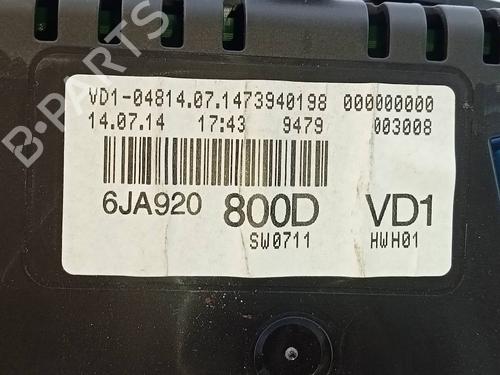 VD1-04814.07.1473940198 000000000
14.07.14 17:43 9479 003008
6JA920 800D VD1
SW0711 HWH01
B-PARTS